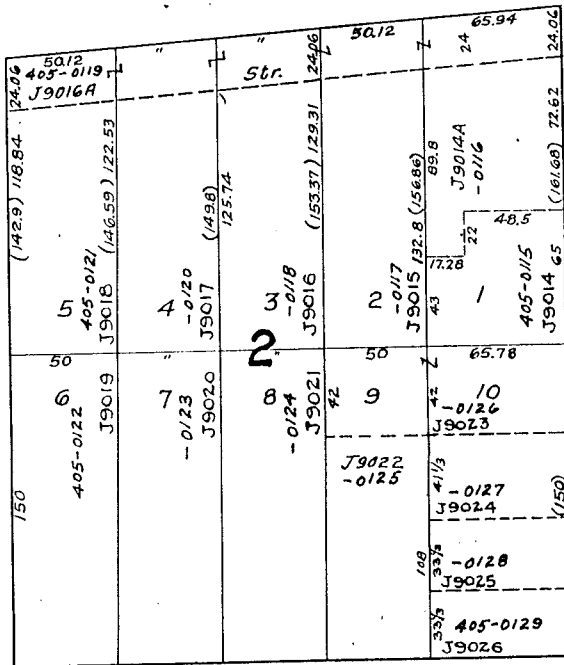 50.12 " " 50.12 65.94
24.06 405-0119 Str. 24.06 24 24.06
J9016A
(142.9) 118.84
(146.59) 122.53
(149.8) 125.74
(153.37) 129.31
132.8 (156.86)
89.8
J9014A
-0116
(161.68) 72.62
48.5
22
17.28
43
65
5 405-0121 J9018
4 -0120 J9017
3 -0118 J9016
2 -0117 J9015
1 405-0115 J9014
2
50 " " 50 65.78
6 405-0122 J9019
7 -0123 J9020
8 -0124 J9021
42 9
42 10
-0126
J9023
J9022
-0125
41 1/3 -0127
J9024
(150)
150
108
33 1/3 -0128
J9025
33 1/3 405-0129
J9026